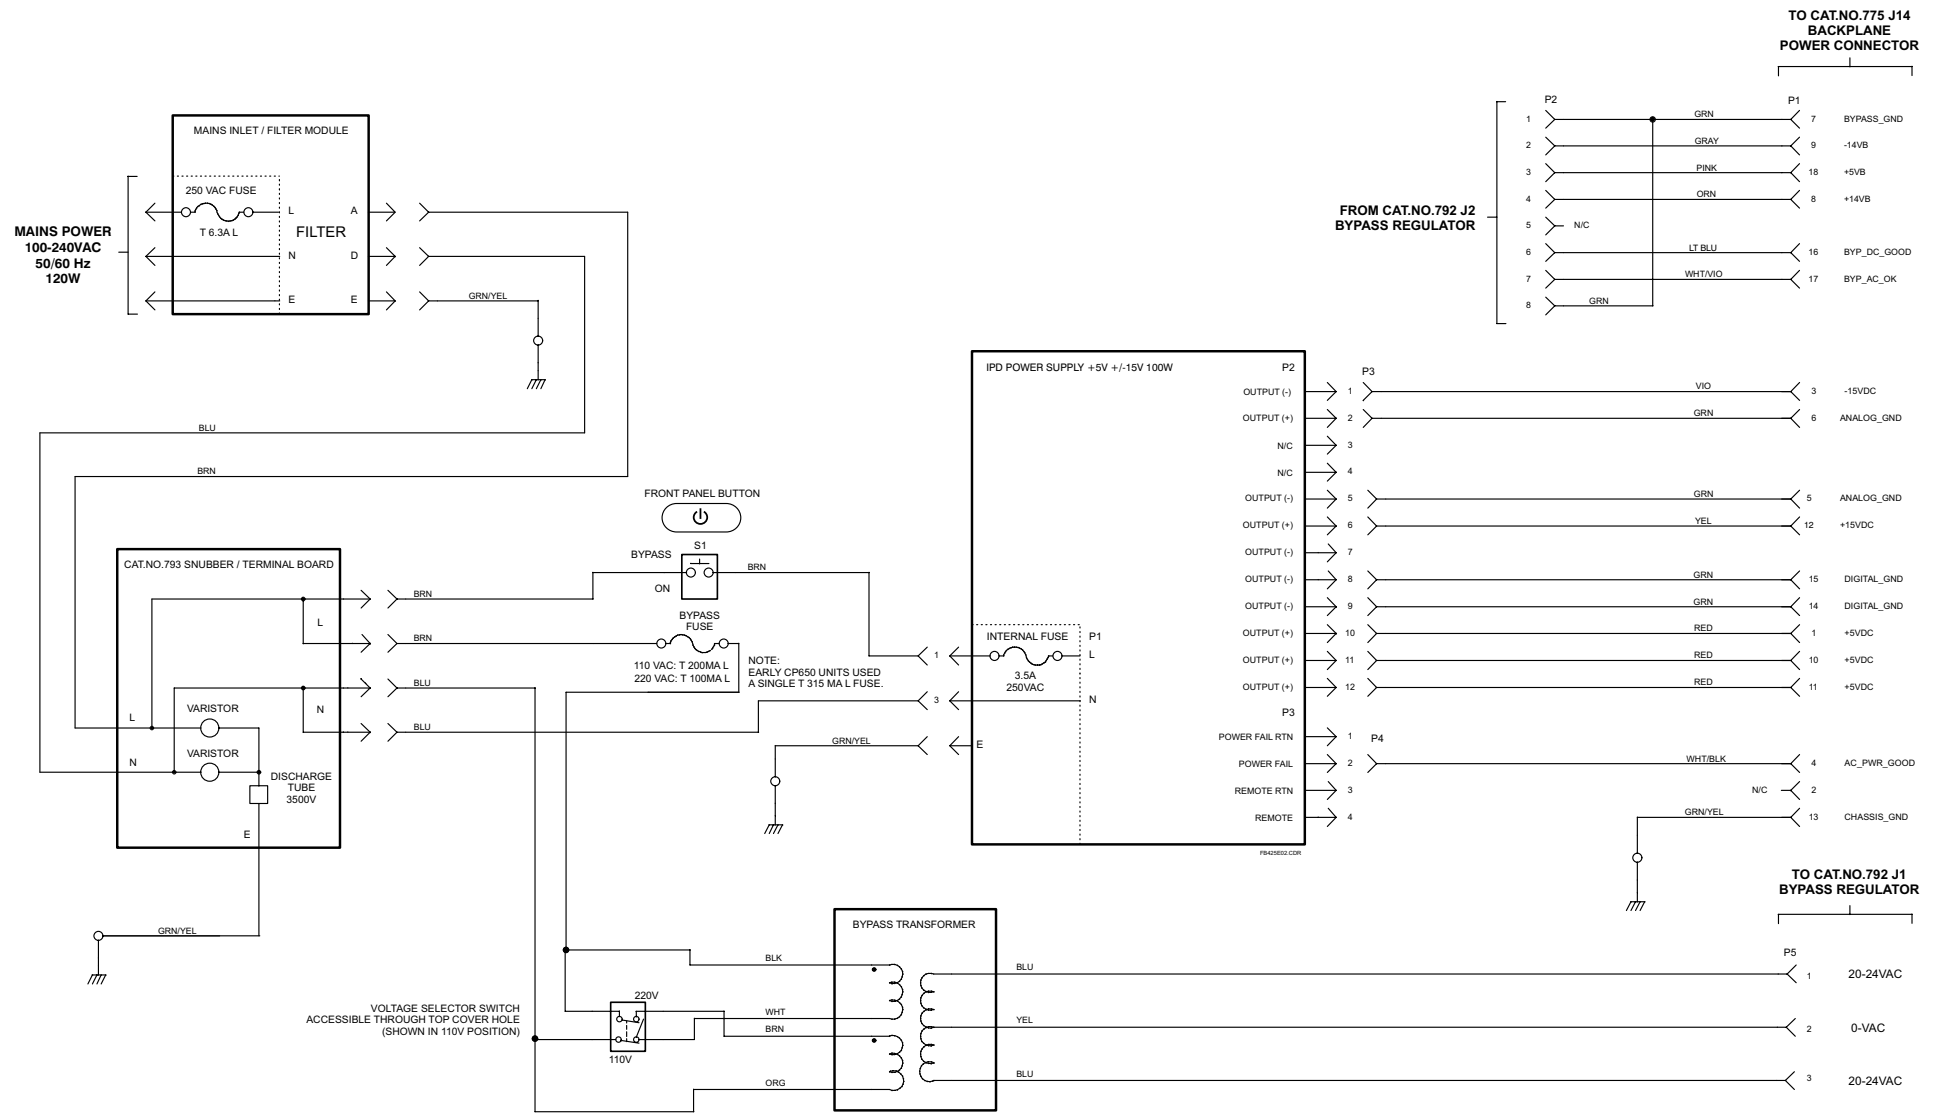 TO CAT.NO.775 J14
BACKPLANE
POWER CONNECTOR
P2
P1
1
GRN
7
BYPASS_GND
2
GRAY
9
-14VB
3
PINK
18
+5VB
4
ORN
8
+14VB
5
N/C
6
LT BLU
16
BYP_DC_GOOD
7
WHT/VIO
17
BYP_AC_OK
8
GRN
FROM CAT.NO.792 J2
BYPASS REGULATOR
MAINS INLET / FILTER MODULE
250 VAC FUSE
T 6.3A L
L
A
FILTER
N
D
E
E
MAINS POWER
100-240VAC
50/60 Hz
120W
GRN/YEL
BLU
BRN
FRONT PANEL BUTTON
S1
BYPASS
ON
BRN
CAT.NO.793 SNUBBER / TERMINAL BOARD
BRN
L
BRN
BLU
N
BLU
L
VARISTOR
N
VARISTOR
DISCHARGE
TUBE
3500V
E
GRN/YEL
BYPASS
FUSE
110 VAC: T 200MA L
220 VAC: T 100MA L
NOTE:
EARLY CP650 UNITS USED
A SINGLE T 315 MA L FUSE.
GRN/YEL
IPD POWER SUPPLY +5V +/-15V 100W
P2
P3
OUTPUT (-)
1
VIO
3
-15VDC
OUTPUT (+)
2
GRN
6
ANALOG_GND
N/C
3
N/C
4
OUTPUT (-)
5
GRN
5
ANALOG_GND
OUTPUT (+)
6
YEL
12
+15VDC
OUTPUT (-)
7
OUTPUT (-)
8
GRN
15
DIGITAL_GND
OUTPUT (-)
9
GRN
14
DIGITAL_GND
OUTPUT (+)
10
RED
1
+5VDC
OUTPUT (+)
11
RED
10
+5VDC
OUTPUT (+)
12
RED
11
+5VDC
INTERNAL FUSE
P1
1
L
3.5A
250VAC
3
N
E
P3
POWER FAIL RTN
1
P4
POWER FAIL
2
WHT/BLK
4
AC_PWR_GOOD
REMOTE RTN
3
N/C
2
REMOTE
4
GRN/YEL
13
CHASSIS_GND
FB425E02.CDR
TO CAT.NO.792 J1
BYPASS REGULATOR
BYPASS TRANSFORMER
BLK
WHT
BRN
ORG
VOLTAGE SELECTOR SWITCH
ACCESSIBLE THROUGH TOP COVER HOLE
(SHOWN IN 110V POSITION)
220V
110V
P5
BLU
1
20-24VAC
YEL
2
0-VAC
BLU
3
20-24VAC